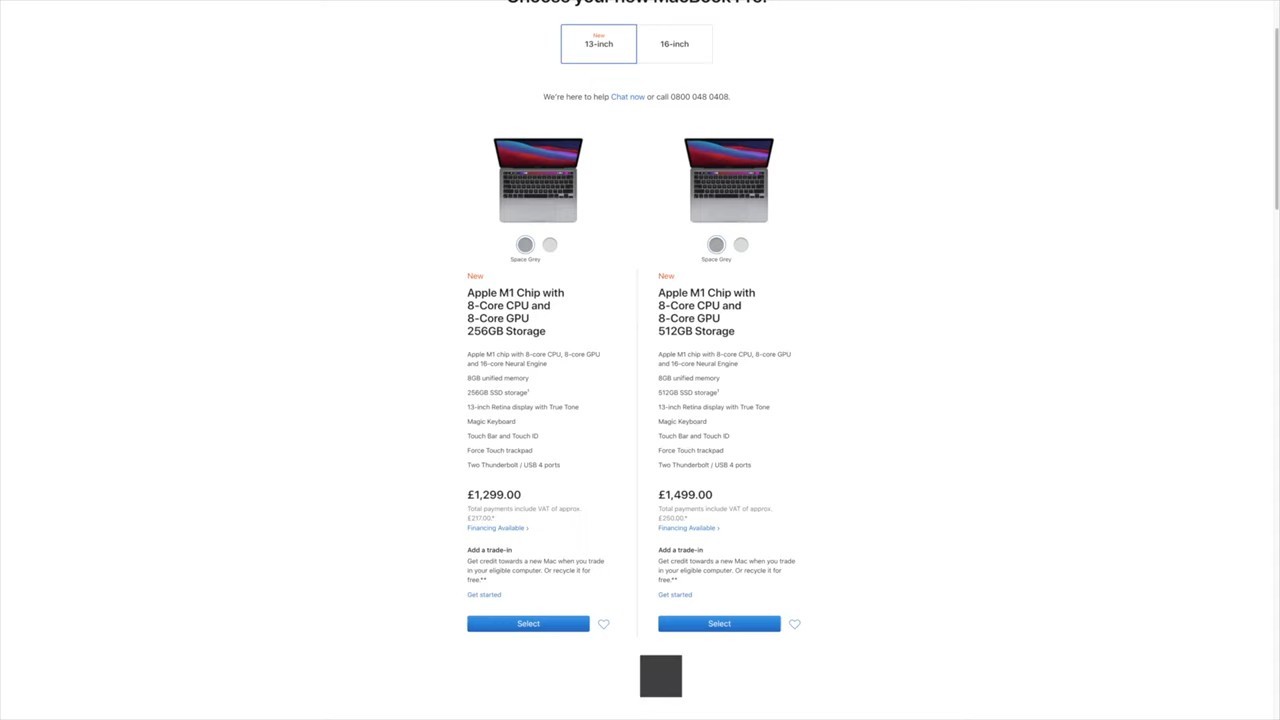 Choose your new MacBook Pro.
New
13-inch
16-inch
We're here to help Chat now or call 0800 048 0408.
Space Grey
New
Apple M1 Chip with
8-Core CPU and
8-Core GPU
256GB Storage
Apple M1 chip with 8-core CPU, 8-core GPU
and 16-core Neural Engine
8GB unified memory
256GB SSD storage¹
13-inch Retina display with True Tone
Magic Keyboard
Touch Bar and Touch ID
Force Touch trackpad
Two Thunderbolt / USB 4 ports
£1,299.00
Total payments include VAT of approx.
£217.00.*
Financing Available ›
Add a trade-in
Get credit towards a new Mac when you trade
in your eligible computer. Or recycle it for
free.**
Get started
Select
Space Grey
New
Apple M1 Chip with
8-Core CPU and
8-Core GPU
512GB Storage
Apple M1 chip with 8-core CPU, 8-core GPU
and 16-core Neural Engine
8GB unified memory
512GB SSD storage¹
13-inch Retina display with True Tone
Magic Keyboard
Touch Bar and Touch ID
Force Touch trackpad
Two Thunderbolt / USB 4 ports
£1,499.00
Total payments include VAT of approx.
£250.00.*
Financing Available ›
Add a trade-in
Get credit towards a new Mac when you trade
in your eligible computer. Or recycle it for
free.**
Get started
Select